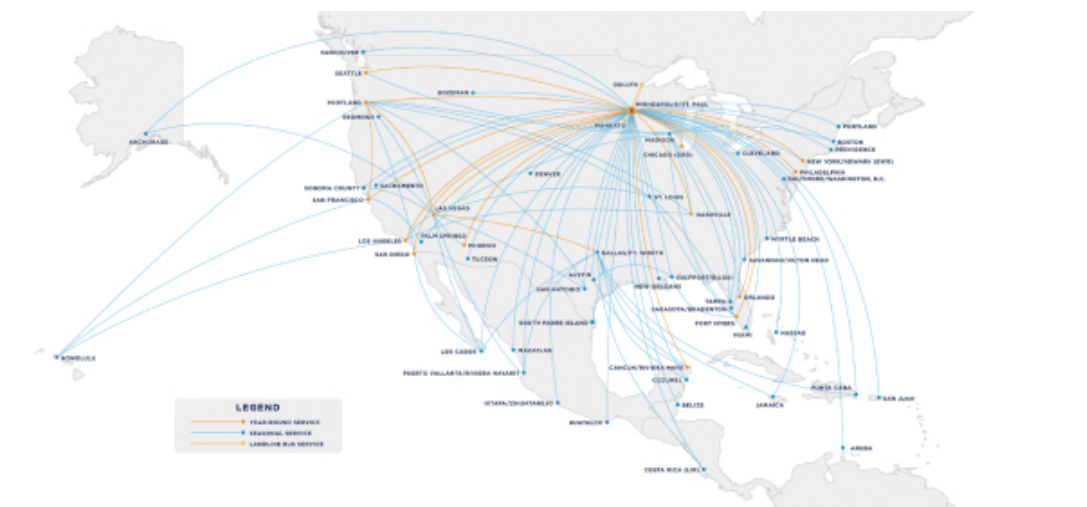 VANCOUVER
SEATTLE
BOZEMAN
DULUTH
PORTLAND
MINNEAPOLIS/ST. PAUL
REDMOND
MANKATO
PORTLAND
ANCHORAGE
MADISON
BOSTON
PROVIDENCE
CHICAGO (ORD)
CLEVELAND
NEW YORK/NEWARK (EWR)
DENVER
PHILADELPHIA
BALTIMORE/WASHINGTON, D.C.
SONOMA COUNTY
SACRAMENTO
SAN FRANCISCO
ST. LOUIS
LAS VEGAS
NASHVILLE
LOS ANGELES
PALM SPRINGS
PHOENIX
MYRTLE BEACH
SAN DIEGO
TUCSON
DALLAS/FT. WORTH
SAVANNAH/HILTON HEAD
AUSTIN
GULFPORT/BILOXI
SAN ANTONIO
NEW ORLEANS
TAMPA
ORLANDO
SARASOTA/BRADENTON
SOUTH PADRE ISLAND
FORT MYERS
MIAMI
NASSAU
LOS CABOS
MAZATLAN
HONOLULU
CANCUN/RIVIERA MAYA
PUERTO VALLARTA/RIVIERA NAYARIT
COZUMEL
PUNTA CANA
SAN JUAN
IXTAPA/ZIHUATANEJO
BELIZE
JAMAICA
HUATULCO
ARUBA
COSTA RICA (LIR)
LEGEND
YEAR-ROUND SERVICE
SEASONAL SERVICE
LANDLINE BUS SERVICE